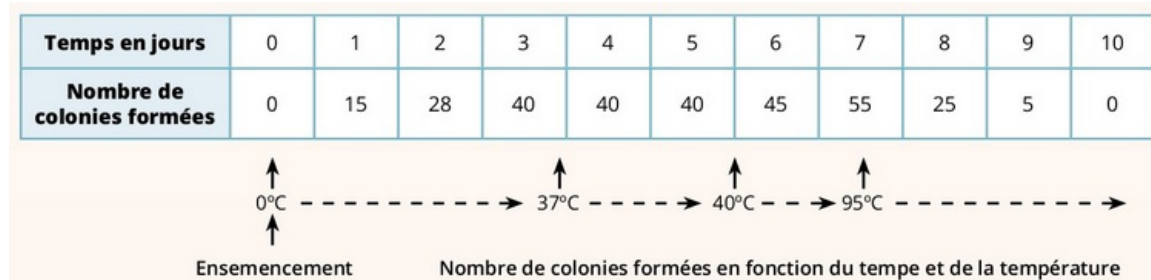 Temps en jours 0 1 2 3 4 5 6 7 8 9 10
Nombre de
colonies formées 0 15 28 40 40 40 45 55 25 5 0
0°C 37°C 40°C 95°C
Ensemencement Nombre de colonies formées en fonction du tempe et de la température